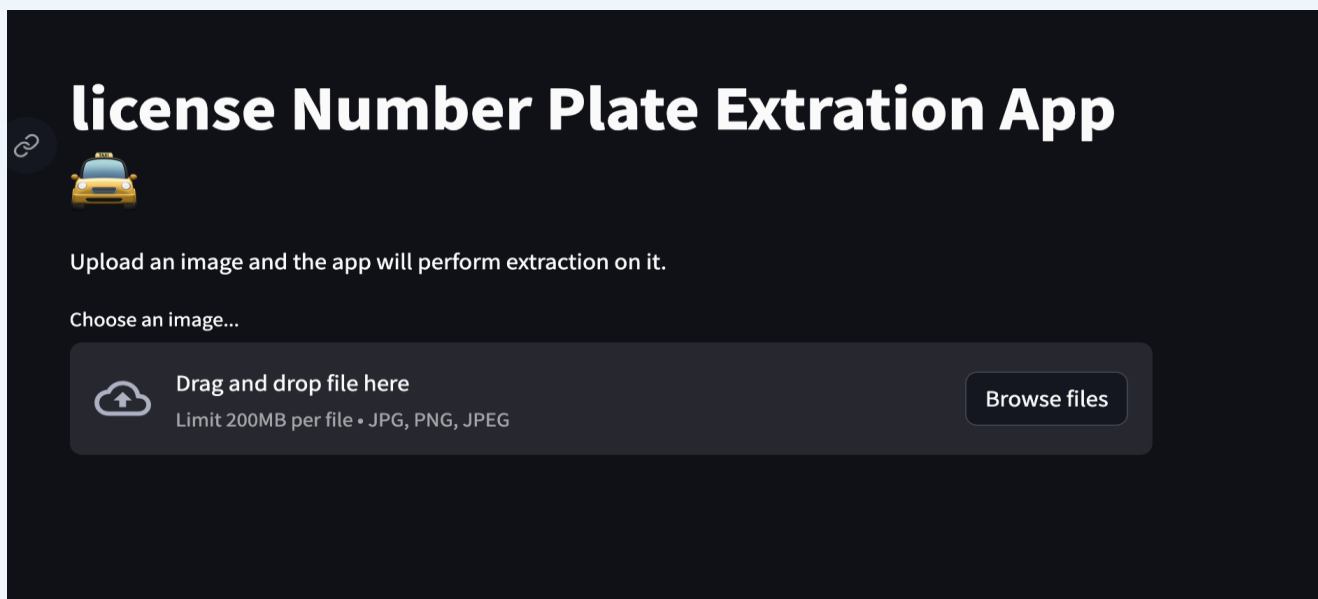 license Number Plate Extration App
🚖
Upload an image and the app will perform extraction on it.
Choose an image...
Drag and drop file here
Limit 200MB per file • JPG, PNG, JPEG
Browse files